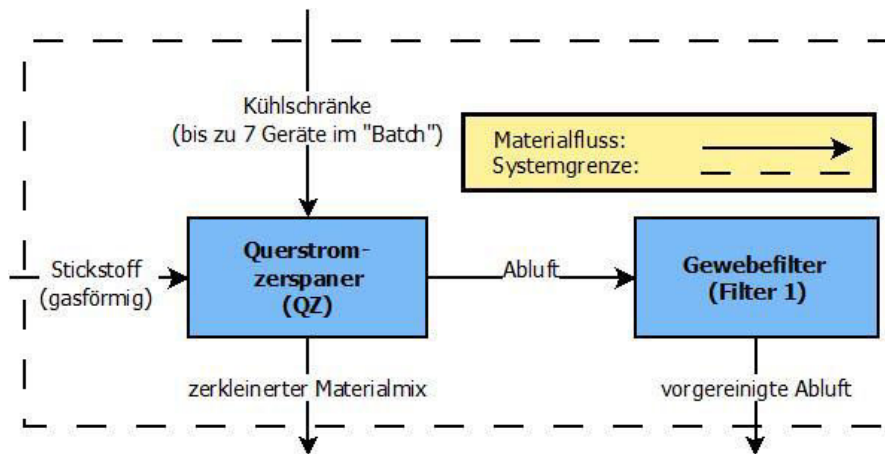 Kühlschränke
(bis zu 7 Geräte im "Batch")
Materialfluss:
Systemgrenze:
Stickstoff
(gasförmig)
Querstrom-
zerspaner
(QZ)
Abluft
Gewebefilter
(Filter 1)
zerkleinerter Materialmix
vorgereinigte Abluft